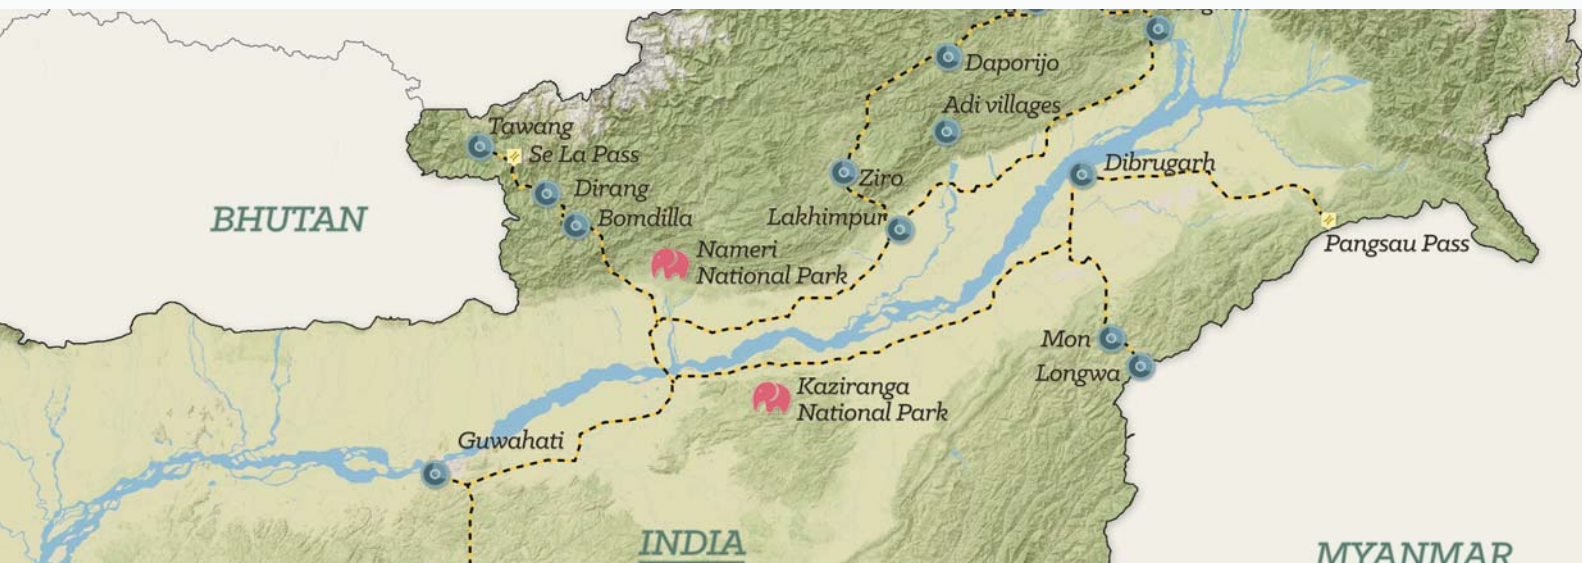 Daporijo
Adi villages
Tawang
Se La Pass
Dibrugarh
Ziro
Dirang
BHUTAN
Bomdilla
Lakhimpur
Pangsau Pass
Nameri
National Park
Mon
Longwa
Kaziranga
National Park
Guwahati
INDIA
MYANMAR